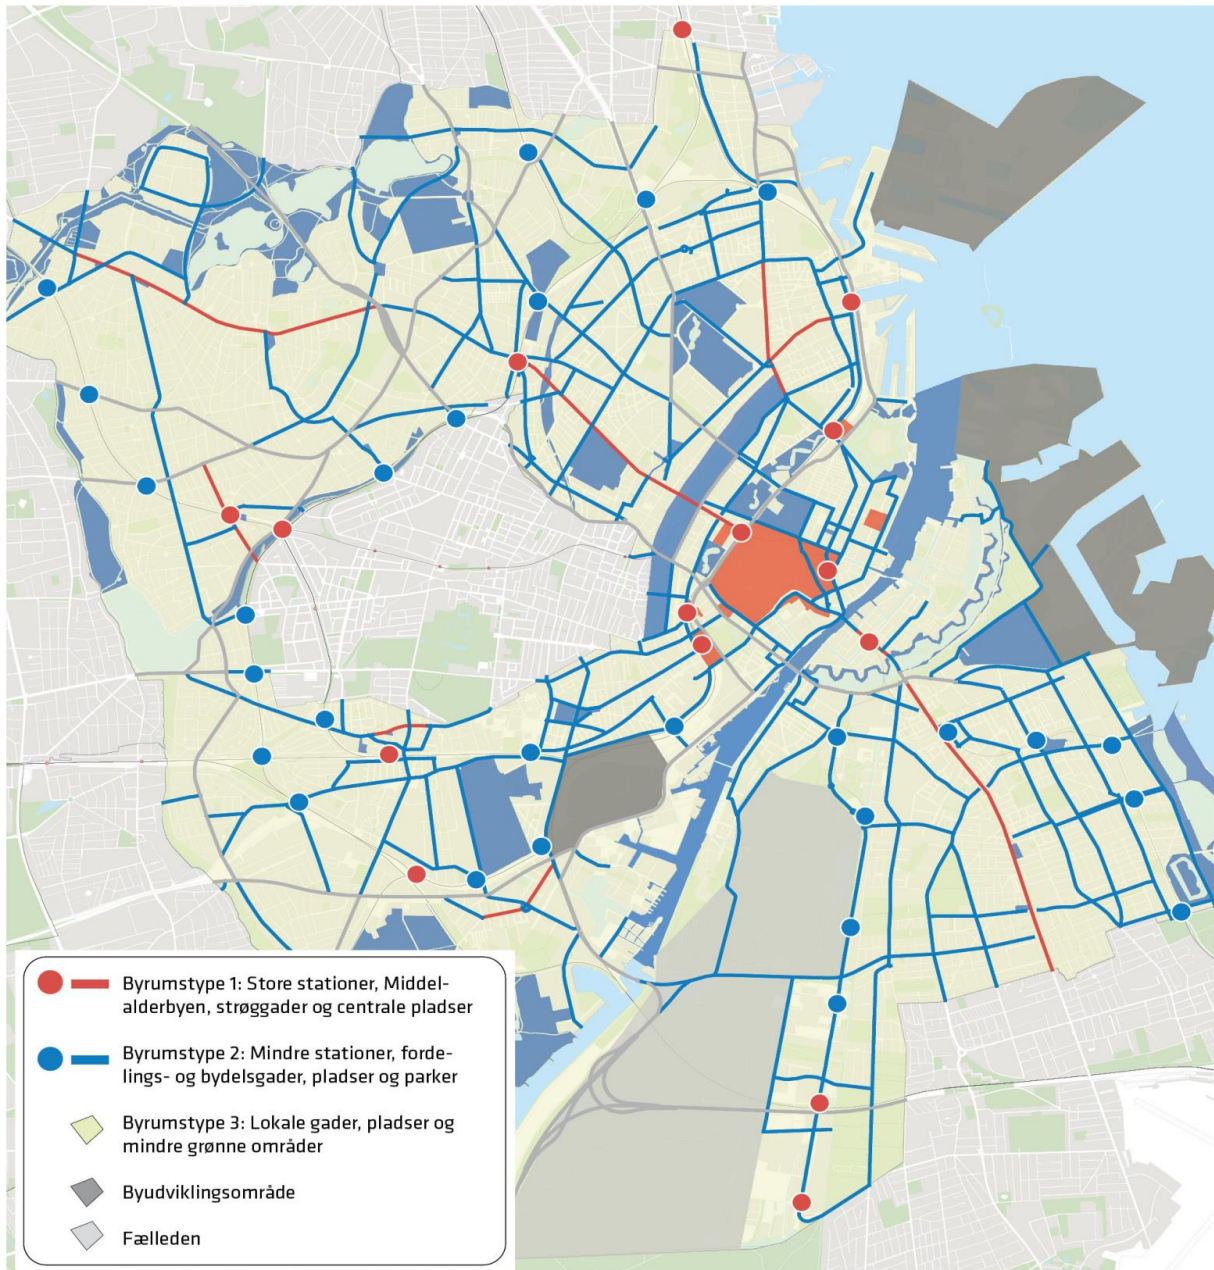 Byrumstype 1: Store stationer, Middel-
alderbyen, strøggader og centrale pladser
Byrumstype 2: Mindre stationer, forde-
lings- og bydelsgader, pladser og parker
Byrumstype 3: Lokale gader, pladser og
mindre grønne områder
Byudviklingsområde
Fælleden